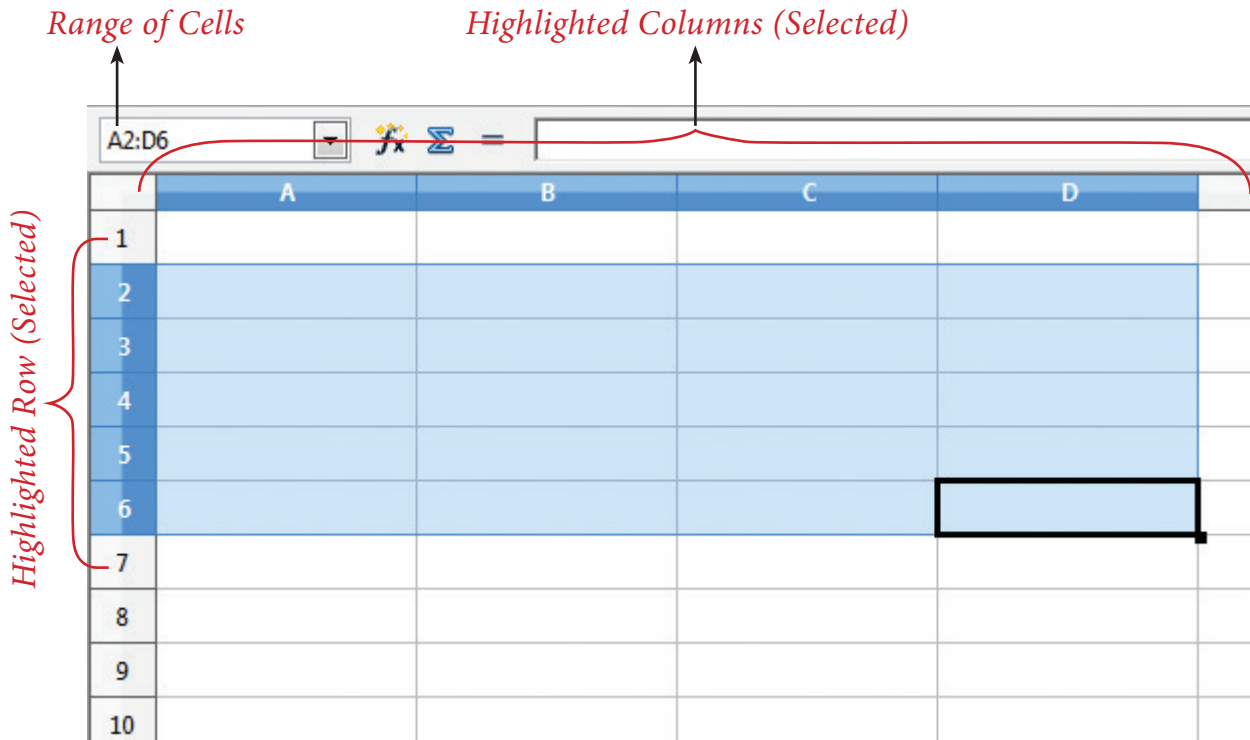 Range of Cells
Highlighted Columns (Selected)
A2:D6
fx Σ =
A B C D
Highlighted Row (Selected)
1
2
3
4
5
6
7
8
9
10